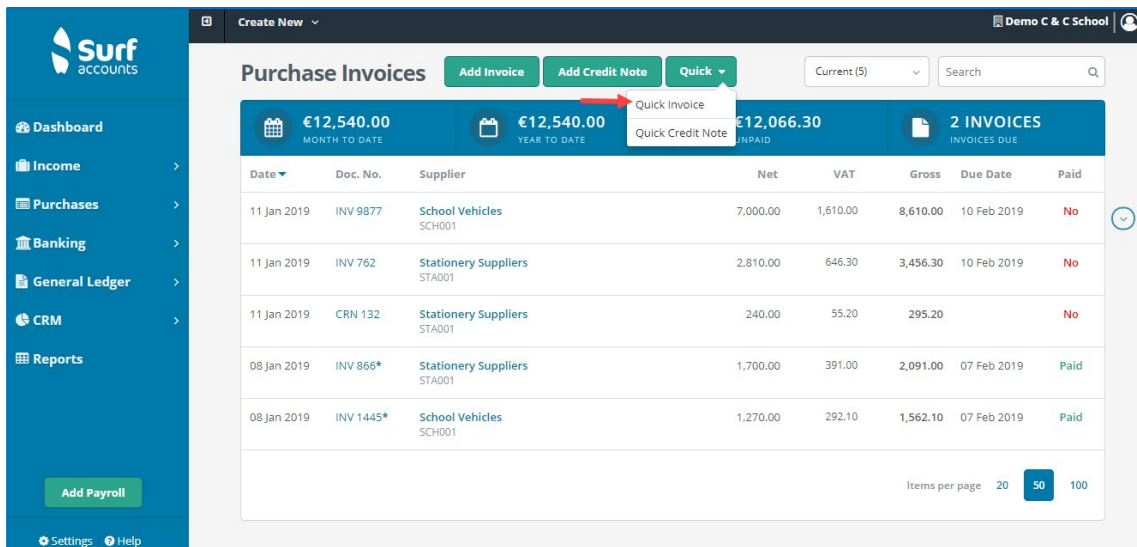 Surf
accounts
Create New
Demo C & C School
Purchase Invoices Add Invoice Add Credit Note Quick Current (5) Search
Quick Invoice
Quick Credit Note
€12,540.00 €12,540.00 €12,066.30 2 INVOICES
MONTH TO DATE YEAR TO DATE UNPAID INVOICES DUE
Dashboard
Income
Purchases
Banking
General Ledger
CRM
Reports
Add Payroll
Settings Help
Date Doc. No. Supplier Net VAT Gross Due Date Paid
11 Jan 2019 INV 9877 School Vehicles 7,000.00 1,610.00 8,610.00 10 Feb 2019 No
SCH001
11 Jan 2019 INV 762 Stationery Suppliers 2,810.00 646.30 3,456.30 10 Feb 2019 No
STA001
11 Jan 2019 CRN 132 Stationery Suppliers 240.00 55.20 295.20 No
STA001
08 Jan 2019 INV 866* Stationery Suppliers 1,700.00 391.00 2,091.00 07 Feb 2019 Paid
STA001
08 Jan 2019 INV 1445* School Vehicles 1,270.00 292.10 1,562.10 07 Feb 2019 Paid
SCH001
Items per page 20 50 100